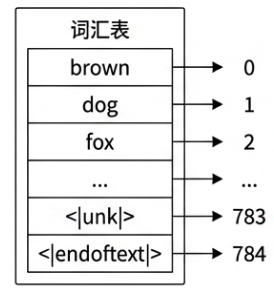 词汇表
brown 0
dog 1
fox 2
... ...
<|unk|> 783
<|endoftext|> 784